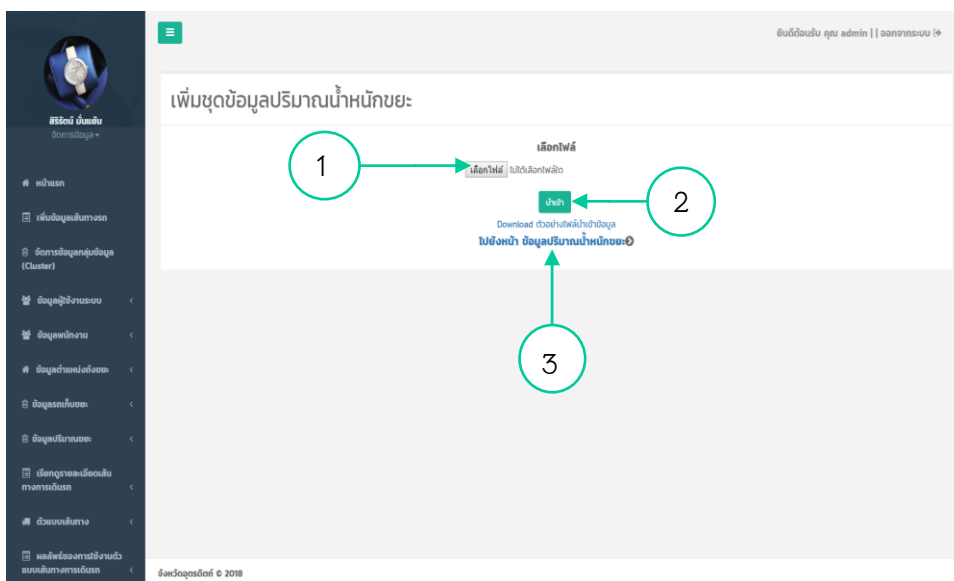 ยินดีต้อนรับ คุณ admin || ออกจากระบบ
สิริรัตน์ มั่นแย้ม
จัดการข้อมูล
หน้าแรก
เพิ่มข้อมูลเส้นทางรถ
จัดการข้อมูลกลุ่มข้อมูล
(Cluster)
ข้อมูลผู้ใช้งานระบบ
ข้อมูลพนักงาน
ข้อมูลตำแหน่งถังขยะ
ข้อมูลรถเก็บขยะ
ข้อมูลปริมาณขยะ
เรียกดูรายละเอียดเส้น
ทางการเดินรถ
ตัวแบบเส้นทาง
ผลลัพธ์ของการใช้งานตัว
แบบเส้นทางการเดินรถ
เพิ่มชุดข้อมูลปริมาณน้ำหนักขยะ
เลือกไฟล์
1
เลือกไฟล์ ไม่ได้เลือกไฟล์ใด
นำเข้า
2
Download ตัวอย่างไฟล์นำเข้าข้อมูล
ไปยังหน้า ข้อมูลปริมาณน้ำหนักขยะ
3
จังหวัดอุตรดิตถ์ © 2018